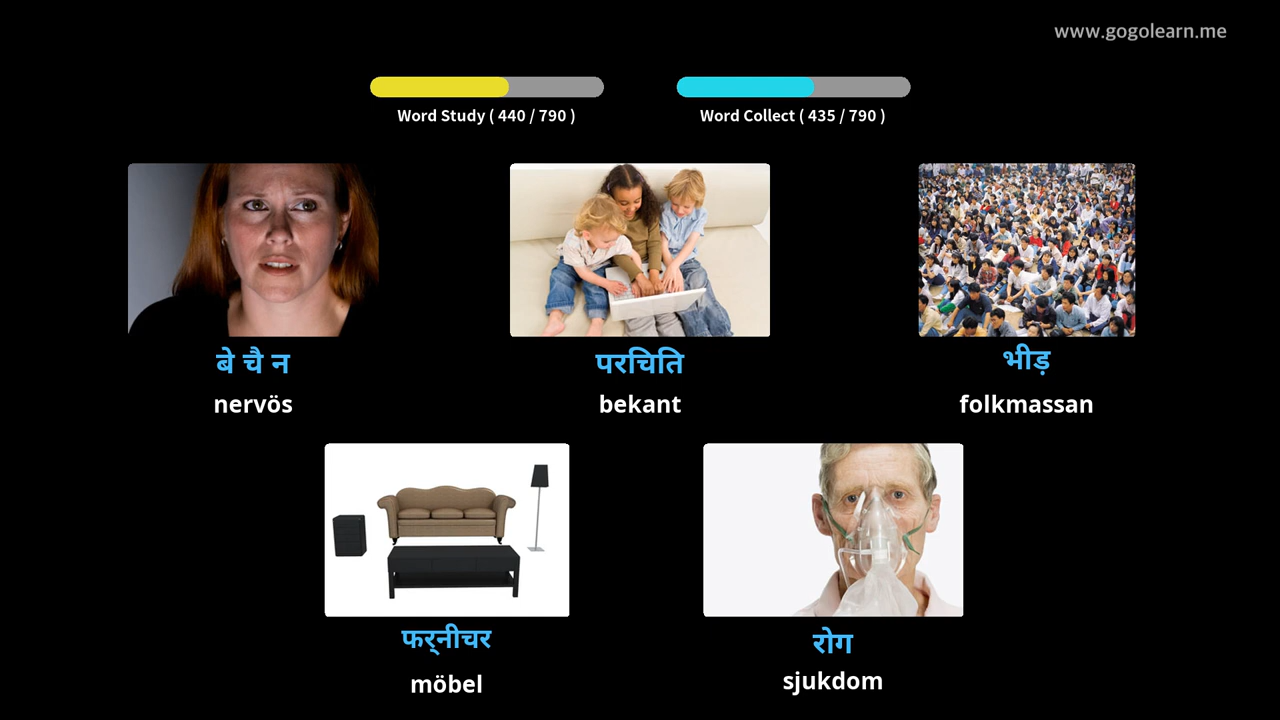 www.gogolearn.me
Word Study ( 440 / 790 )
Word Collect ( 435 / 790 )
बे चै न
परचिति
भीड़
nervös
bekant
folkmassan
फर्‌नीचर
रोग
möbel
sjukdom